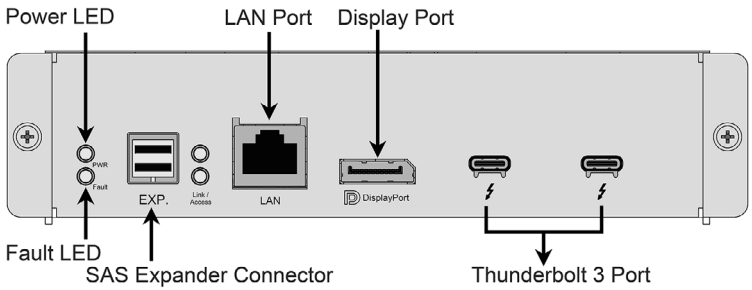 Power LED
LAN Port
Display Port
PWR
Fault
EXP.
Link /
Access
LAN
DisplayPort
Fault LED
SAS Expander Connector
Thunderbolt 3 Port